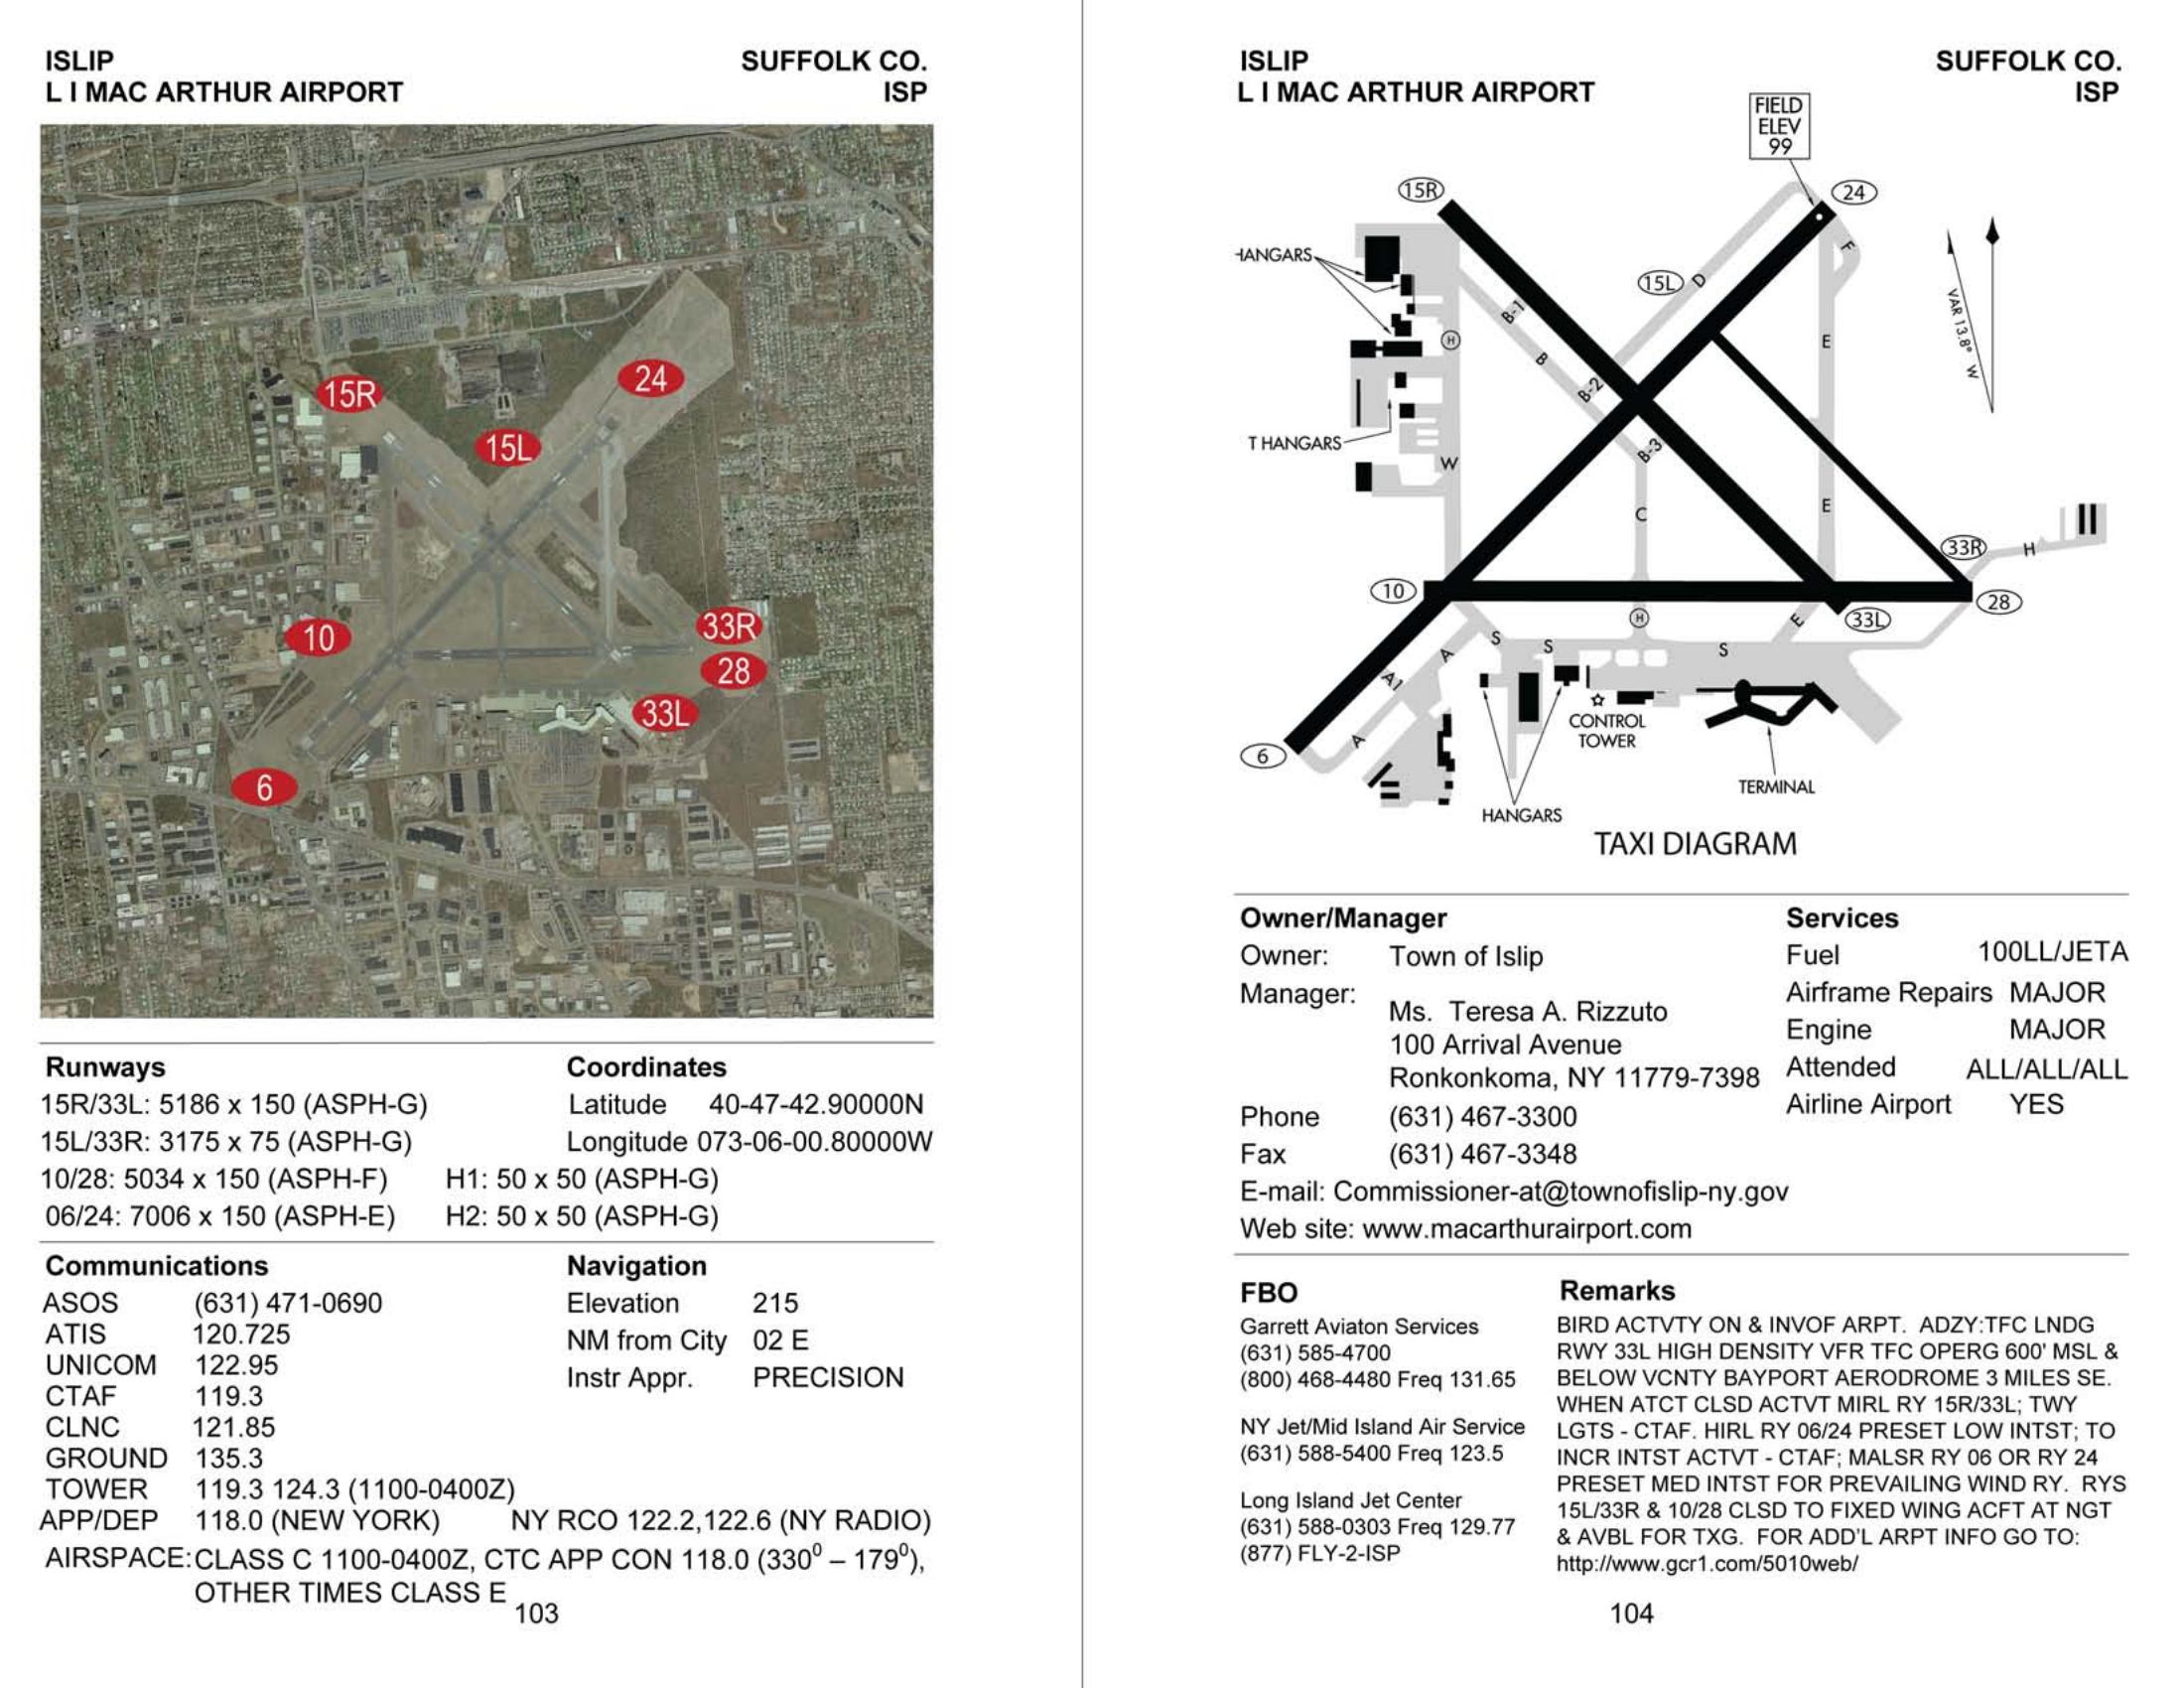 ISLIP
SUFFOLK CO.
L I MAC ARTHUR AIRPORT
ISP
15R
24
15L
10
33R
28
33L
6
Runways
15R/33L: 5186 x 150 (ASPH-G)
15L/33R: 3175 x 75 (ASPH-G)
10/28: 5034 x 150 (ASPH-F)
H1: 50 x 50 (ASPH-G)
06/24: 7006 x 150 (ASPH-E)
H2: 50 x 50 (ASPH-G)
Coordinates
Latitude 40-47-42.90000N
Longitude 073-06-00.80000W
Communications
ASOS (631) 471-0690
ATIS 120.725
UNICOM 122.95
CTAF 119.3
CLNC 121.85
GROUND 135.3
TOWER 119.3 124.3 (1100-0400Z)
APP/DEP 118.0 (NEW YORK) NY RCO 122.2,122.6 (NY RADIO)
AIRSPACE: CLASS C 1100-0400Z, CTC APP CON 118.0 (330⁰ – 179⁰),
OTHER TIMES CLASS E
Navigation
Elevation 215
NM from City 02 E
Instr Appr. PRECISION
103
ISLIP
SUFFOLK CO.
L I MAC ARTHUR AIRPORT
ISP
FIELD
ELEV
99
15R
24
F
HANGARS
15L
D
B-1
VAR 13.8° W
H
E
B
B-2
T HANGARS
W
B-3
C
E
33R
H
10
28
H
33L
E
S
S
S
A
A1
A
6
CONTROL
TOWER
TERMINAL
HANGARS
TAXI DIAGRAM
Owner/Manager
Owner: Town of Islip
Manager:
Ms. Teresa A. Rizzuto
100 Arrival Avenue
Ronkonkoma, NY 11779-7398
Phone (631) 467-3300
Fax (631) 467-3348
E-mail: Commissioner-at@townofislip-ny.gov
Web site: www.macarthurairport.com
Services
Fuel 100LL/JETA
Airframe Repairs MAJOR
Engine MAJOR
Attended ALL/ALL/ALL
Airline Airport YES
FBO
Garrett Aviaton Services
(631) 585-4700
(800) 468-4480 Freq 131.65
NY Jet/Mid Island Air Service
(631) 588-5400 Freq 123.5
Long Island Jet Center
(631) 588-0303 Freq 129.77
(877) FLY-2-ISP
Remarks
BIRD ACTVTY ON & INVOF ARPT. ADZY:TFC LNDG
RWY 33L HIGH DENSITY VFR TFC OPERG 600' MSL &
BELOW VCNTY BAYPORT AERODROME 3 MILES SE.
WHEN ATCT CLSD ACTVT MIRL RY 15R/33L; TWY
LGTS - CTAF. HIRL RY 06/24 PRESET LOW INTST; TO
INCR INTST ACTVT - CTAF; MALSR RY 06 OR RY 24
PRESET MED INTST FOR PREVAILING WIND RY. RYS
15L/33R & 10/28 CLSD TO FIXED WING ACFT AT NGT
& AVBL FOR TXG. FOR ADD'L ARPT INFO GO TO:
http://www.gcr1.com/5010web/
104